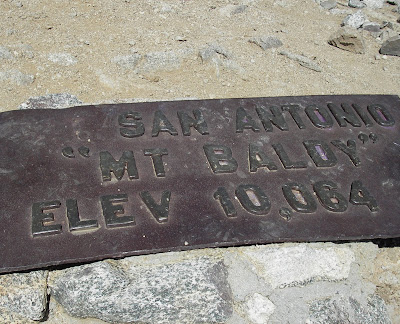 SAN ANTONIO
"MT BALDY"
ELEV 10,064